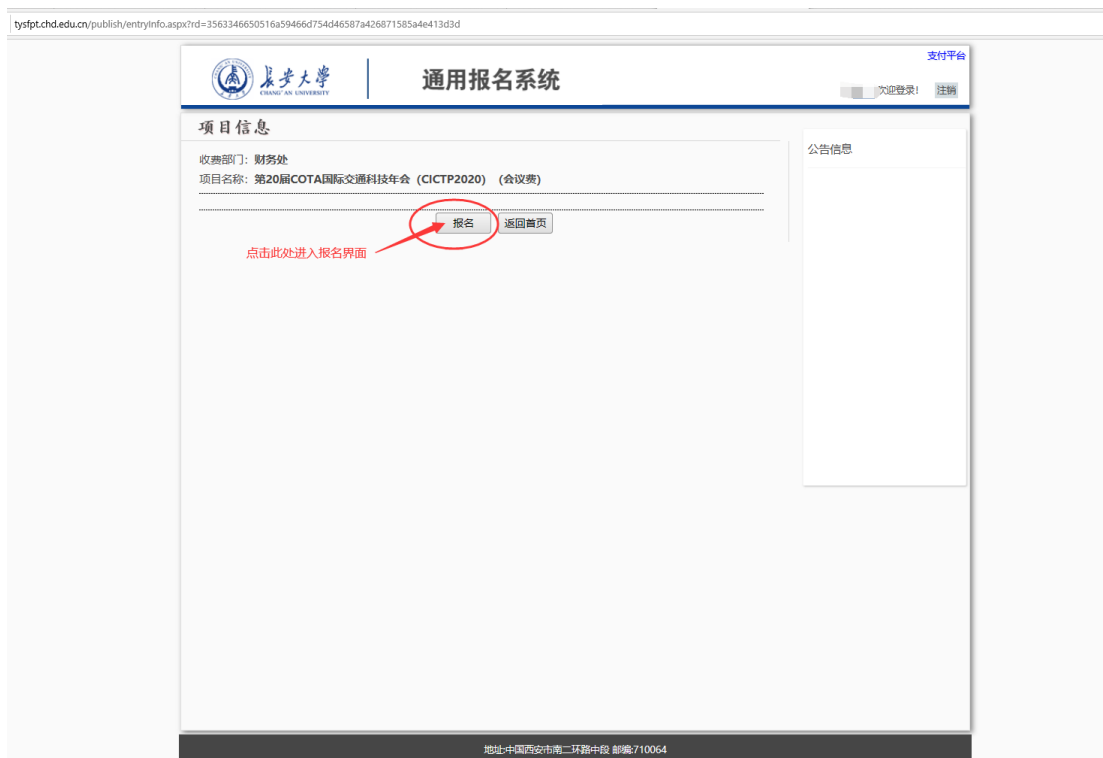 tysfpt.chd.edu.cn/publish/entryInfo.aspx?rd=3563346650516a59466d754d46587a426871585a4e413d3d
支付平台
长安大学
CHANG'AN UNIVERSITY
通用报名系统
欢迎登录! 注销
项目信息
公告信息
收费部门: 财务处
项目名称: 第20届COTA国际交通科技年会（CICTP2020）（会议费)
报名 返回首页
点击此处进入报名界面
地址:中国西安市南二环路中段 邮编:710064